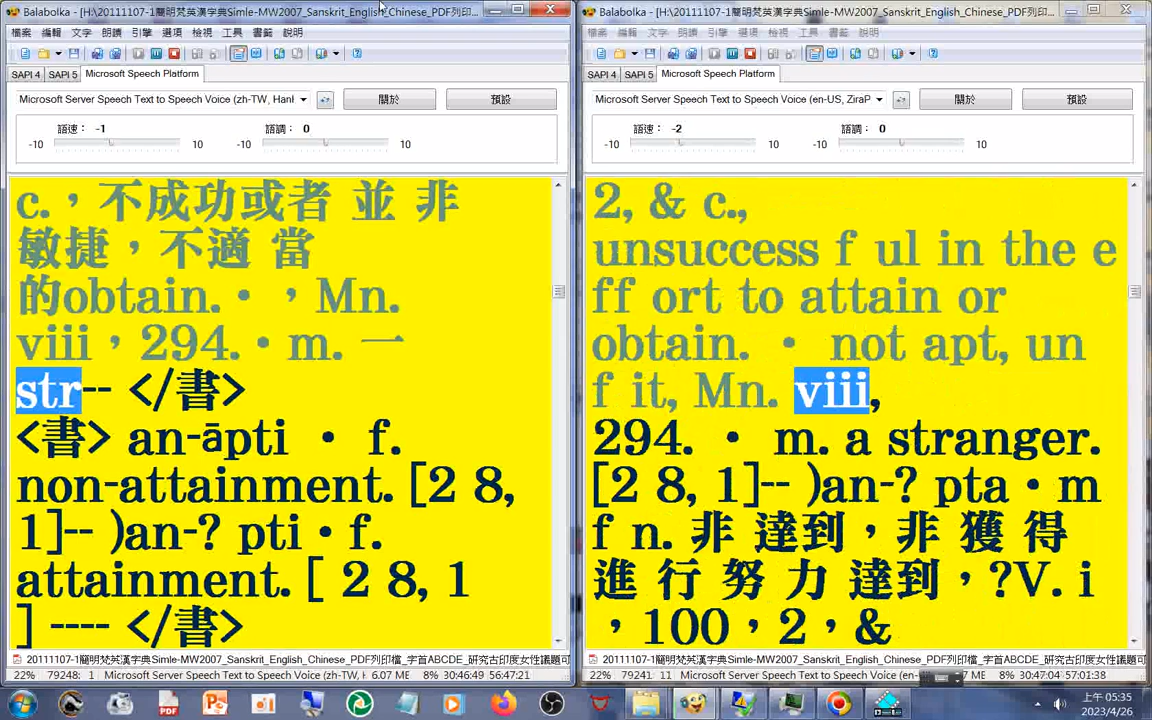 Balabolka - [H:\20111107-1簡明梵英漢字典Simle-MW2007_Sanskrit_English_Chinese_PDF列印...
檔案 編輯 文字 朗讀 引擎 選項 檢視 工具 書籤 說明
SAPI 4 SAPI 5 Microsoft Speech Platform
Microsoft Server Speech Text to Speech Voice (zh-TW, Hanl 關於 預設
語速： -1 語調： 0
-10 10 -10 10
c.，不成功或者 並 非
敏捷，不適 當
的obtain.•，Mn.
viii，294.•m. 一
str-- </書>
<書> an-āpti • f.
non-attainment. [2 8,
1]-- )an-? pti•f.
attainment. [ 2 8, 1
] ---- </書>
20111107-1簡明梵英漢字典Simle-MW2007_Sanskrit_English_Chinese_PDF列印檔_字首ABCDE_研究古印度女性議題可
22% 79248: 1 Microsoft Server Speech Text to Speech Voice (zh-TW, H 6.07 MB 8% 30:46:49 56:47:21
Balabolka - [H:\20111107-1簡明梵英漢字典Simle-MW2007_Sanskrit_English_Chinese_PDF列印...
檔案 編輯 文字 朗讀 引擎 選項 檢視 工具 書籤 說明
SAPI 4 SAPI 5 Microsoft Speech Platform
Microsoft Server Speech Text to Speech Voice (en-US, ZiraP 關於 預設
語速： -2 語調： 0
-10 10 -10 10
2, & c.,
unsuccess f ul in the e
ff ort to attain or
obtain. • not apt, un
f it, Mn. viii,
294. • m. a stranger.
[2 8, 1]-- )an-? pta•m
f n. 非 達到，非 獲 得
進 行 努 力 達到，?V. i
，100，2，&
20111107-1簡明梵英漢字典Simle-MW2007_Sanskrit_English_Chinese_PDF列印檔_字首ABCDE_研究古印度女性議題可
22% 79241: 11 Microsoft Server Speech Text to Speech Voice (en-U MB 8% 30:47:04 57:01:38
上午 05:35
2023/4/26